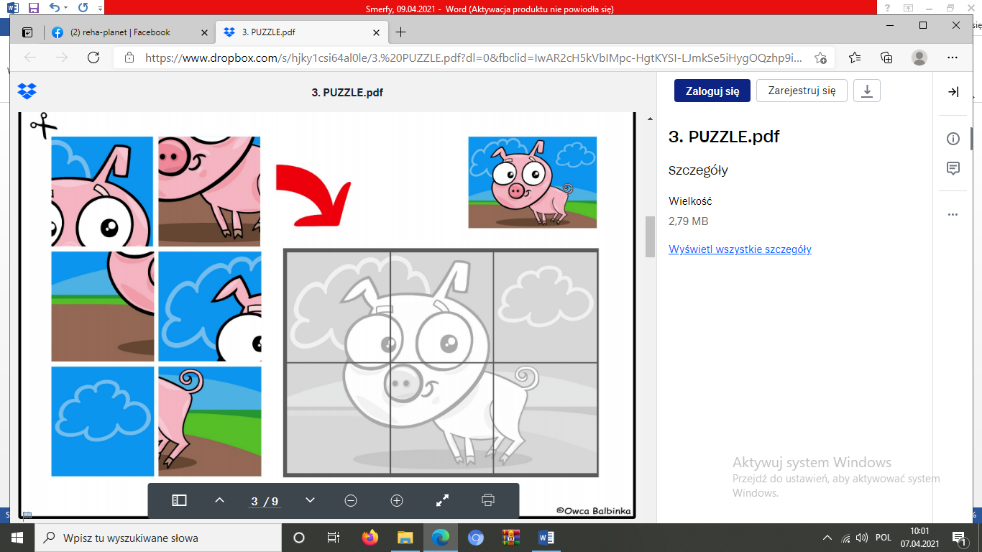 Smerfy, 09.04.2021 - Word (Aktywacja produktu nie powiodła się)
(2) reha-planet | Facebook
3. PUZZLE.pdf
https://www.dropbox.com/s/hjky1csi64al0le/3.%20PUZZLE.pdf?dl=0&fbclid=IwAR2cH5kVbIMpc-HgtKYSl-LJmkSe5iHygOQzhp9i...
3. PUZZLE.pdf
Zaloguj się
Zarejestruj się
3. PUZZLE.pdf
Szczegóły
Wielkość
2,79 MB
Wyświetl wszystkie szczegóły
Aktywuj system Windows
Przejdź do ustawień, aby aktywować system
Windows.
3 / 9
©Owca Balbinka
Wpisz tu wyszukiwane słowa
POL
10:01
07.04.2021
1